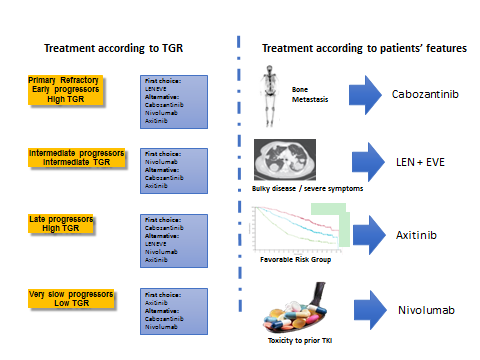 Treatment according to TGR
Primary Refractory
Early progressors
High TGR
First choice:
LENEVE
Alternative:
Cabozantinib
Nivolumab
Axitinib
Intermediate progressors
Intermediate TGR
First choice:
Nivolumab
Alternative:
Cabozantinib
Axitinib
Late progressors
High TGR
First choice:
Cabozantinib
Alternative:
LENEVE
Nivolumab
Axitinib
Very slow progressors
Low TGR
First choice:
Axitinib
Alternative:
Cabozantinib
Nivolumab
Treatment according to patients' features
Bone
Metastasis
Cabozantinib
Bulky disease / severe symptoms
LEN + EVE
Favorable Risk Group
Axitinib
Toxicity to prior TKI
Nivolumab